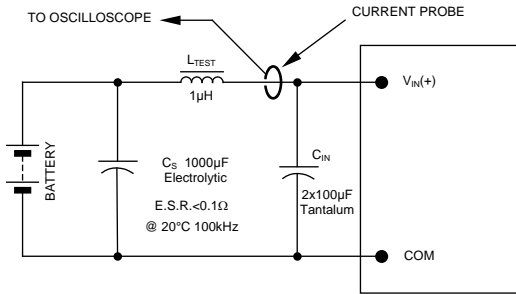 TO OSCILLOSCOPE
CURRENT PROBE
LTEST
1µH
VIN(+)
BATTERY
CS 1000µF
Electrolytic
E.S.R.<0.1Ω
@ 20°C 100kHz
CIN
2x100µF
Tantalum
COM